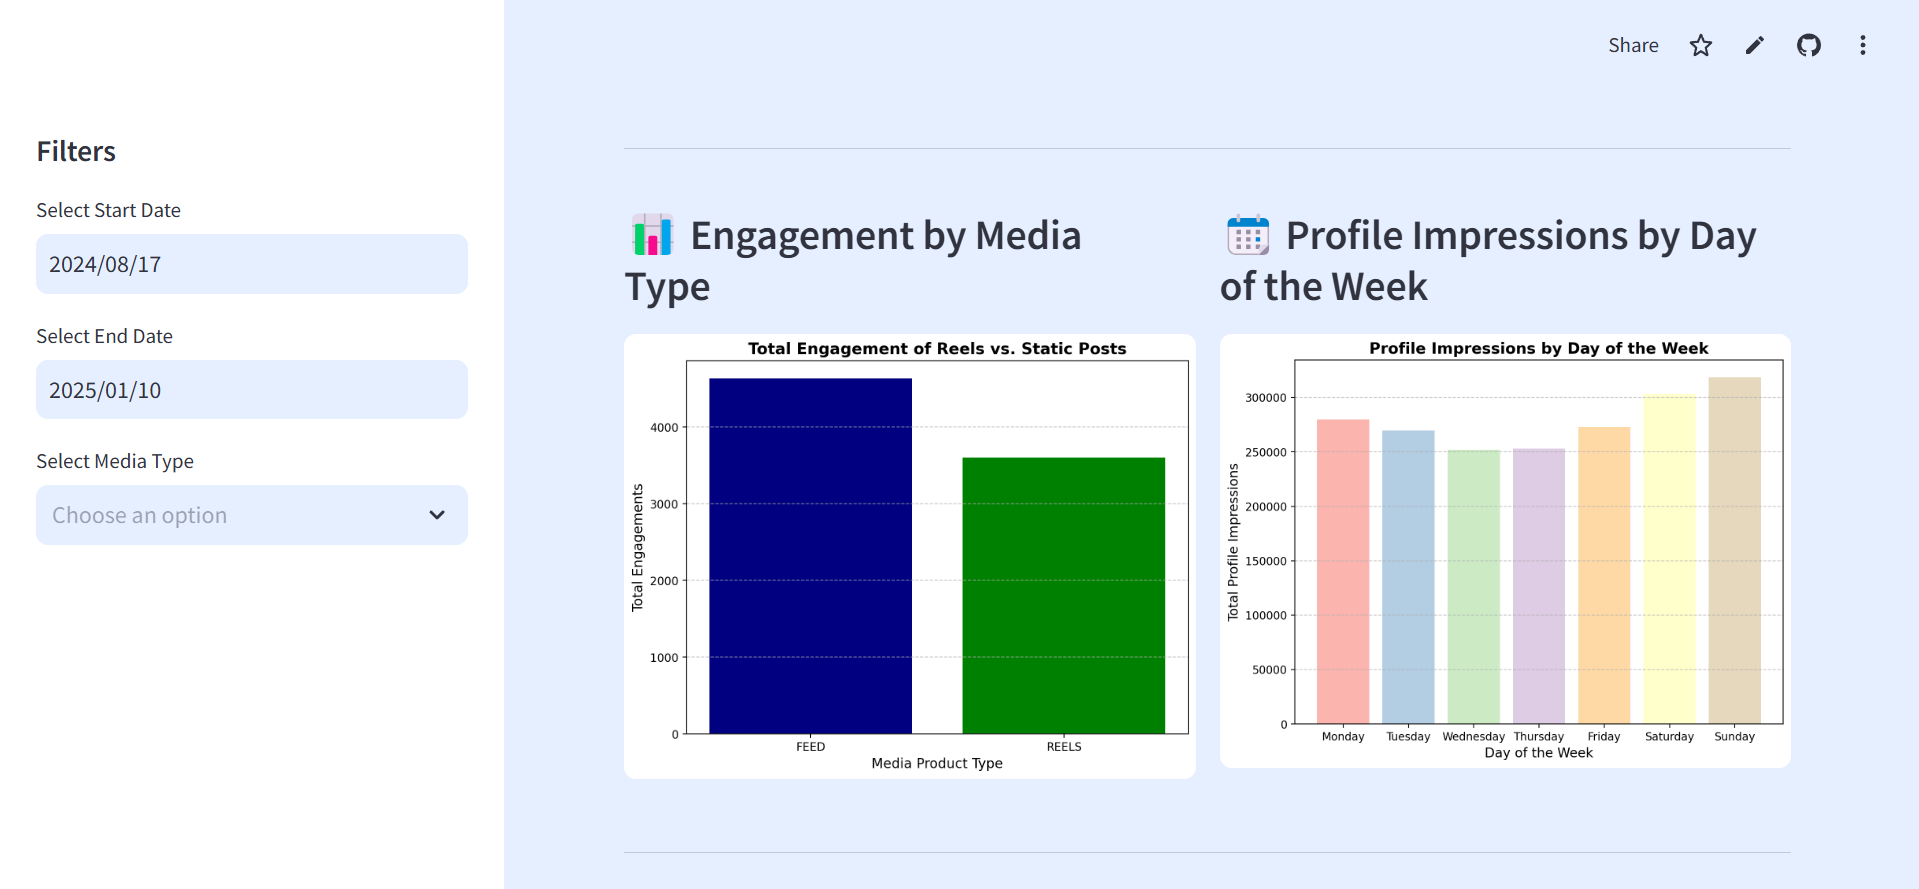 Share
Filters
Select Start Date
2024/08/17
Select End Date
2025/01/10
Select Media Type
Choose an option
Engagement by Media
Type
Total Engagement of Reels vs. Static Posts
Total Engagements
4000
3000
2000
1000
0
FEED REELS
Media Product Type
Profile Impressions by Day
of the Week
Profile Impressions by Day of the Week
Total Profile Impressions
300000
250000
200000
150000
100000
50000
0
Monday Tuesday Wednesday Thursday Friday Saturday Sunday
Day of the Week